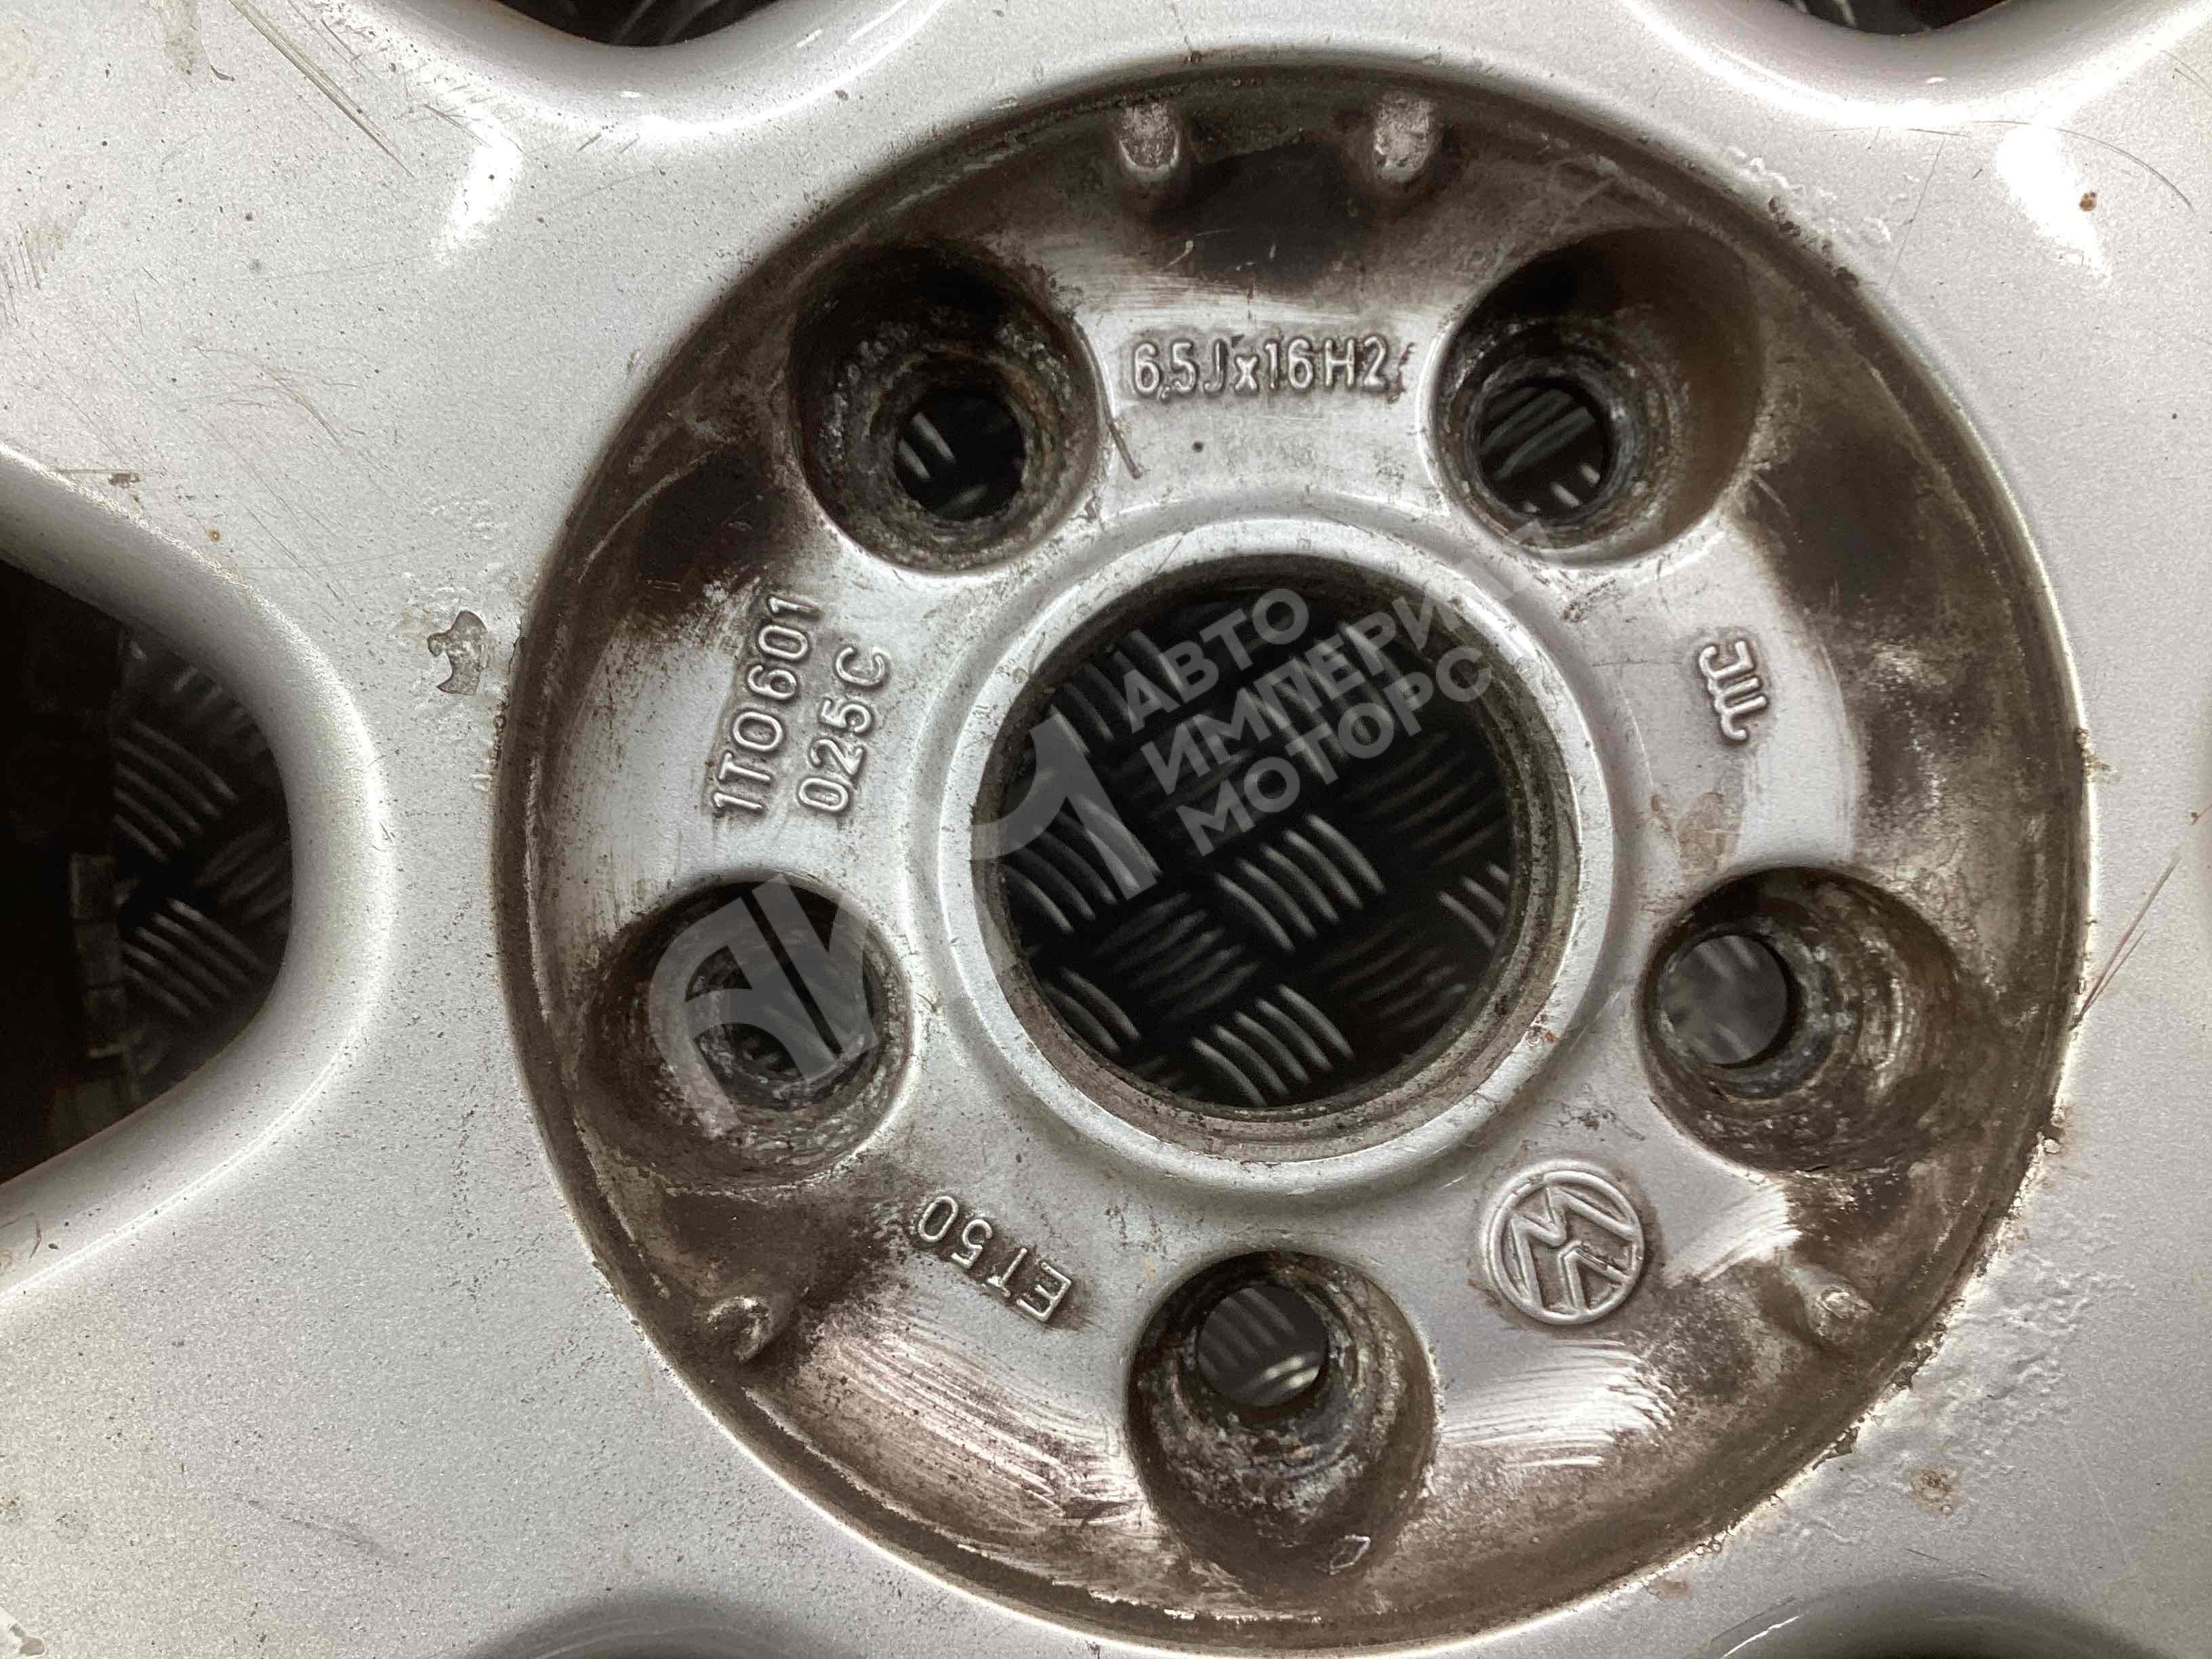 6.5Jx16H2
1T0601
025C
ET50
АВТО
ИМПЕРИЯ
МОТОРС